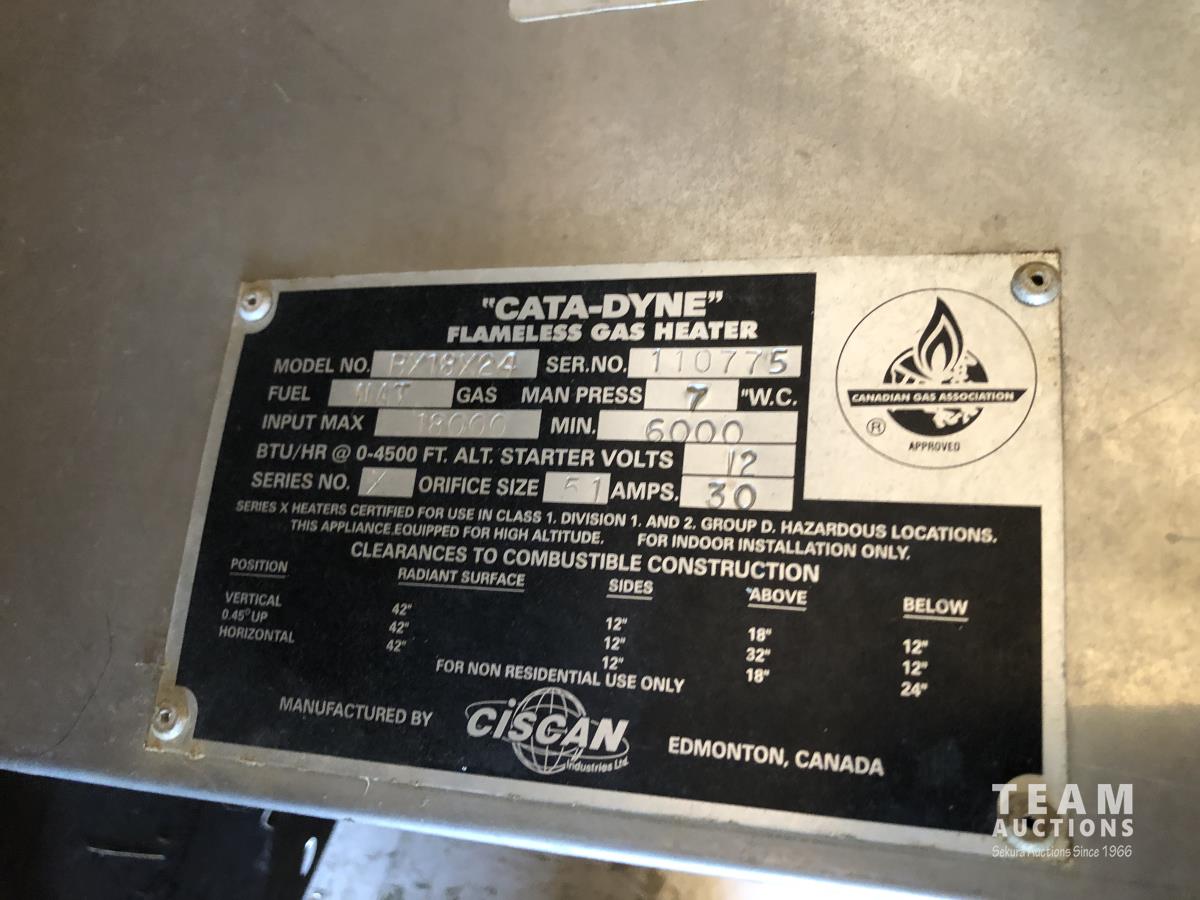 "CATA-DYNE"
FLAMELESS GAS HEATER
MODEL NO. BX18X24 SER.NO. 110775
FUEL NAT GAS MAN PRESS 7 "W.C.
INPUT MAX 18000 MIN. 6000
BTU/HR @ 0-4500 FT. ALT. STARTER VOLTS 12
SERIES NO. X ORIFICE SIZE 51 AMPS. 30
SERIES X HEATERS CERTIFIED FOR USE IN CLASS 1. DIVISION 1. AND 2. GROUP D. HAZARDOUS LOCATIONS.
THIS APPLIANCE EQUIPPED FOR HIGH ALTITUDE. FOR INDOOR INSTALLATION ONLY.
CLEARANCES TO COMBUSTIBLE CONSTRUCTION
POSITION RADIANT SURFACE SIDES ABOVE BELOW
VERTICAL 42" 12" 18" 12"
0.45° UP 42" 12" 32" 12"
HORIZONTAL 42" 12" 18" 24"
FOR NON RESIDENTIAL USE ONLY
MANUFACTURED BY CISCAN Industries Ltd. EDMONTON, CANADA
CANADIAN GAS ASSOCIATION
® APPROVED
TEAM
AUCTIONS
Sekura Auctions Since 1966